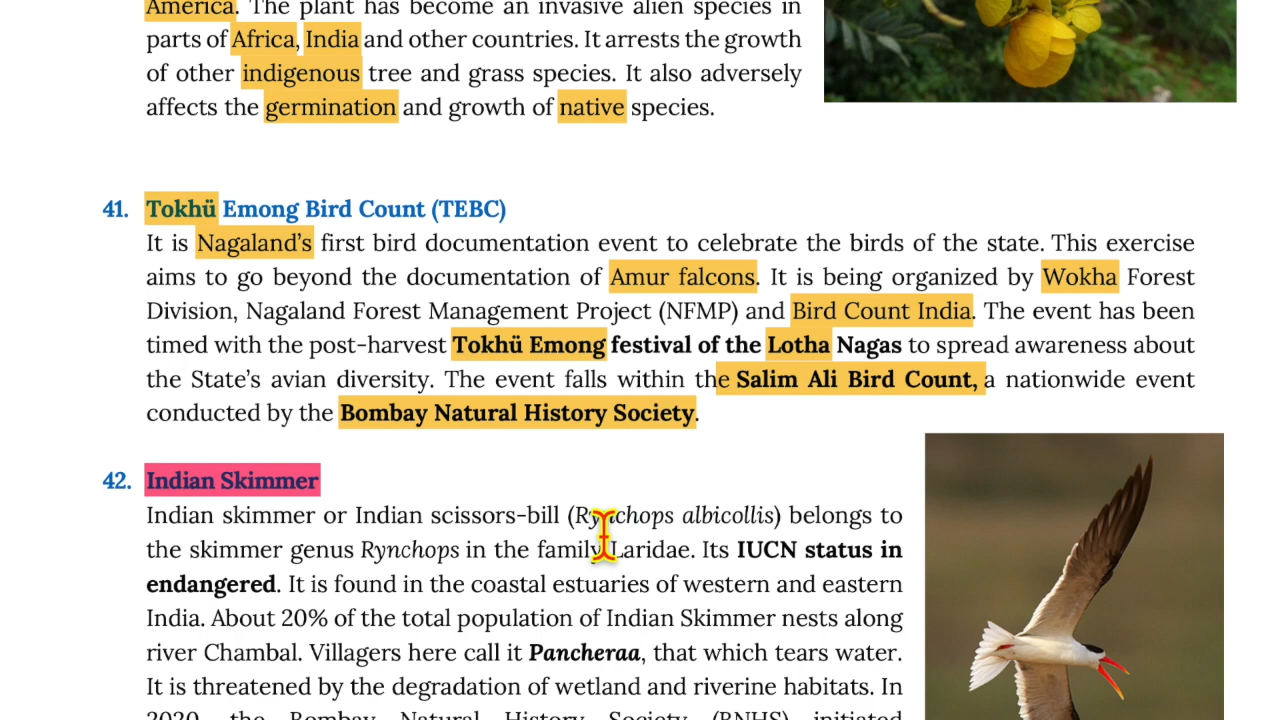 America. The plant has become an invasive alien species in
parts of Africa, India and other countries. It arrests the growth
of other indigenous tree and grass species. It also adversely
affects the germination and growth of native species.
41. Tokhü Emong Bird Count (TEBC)
It is Nagaland's first bird documentation event to celebrate the birds of the state. This exercise
aims to go beyond the documentation of Amur falcons. It is being organized by Wokha Forest
Division, Nagaland Forest Management Project (NFMP) and Bird Count India. The event has been
timed with the post-harvest Tokhü Emong festival of the Lotha Nagas to spread awareness about
the State's avian diversity. The event falls within the Salim Ali Bird Count, a nationwide event
conducted by the Bombay Natural History Society.
42. Indian Skimmer
Indian skimmer or Indian scissors-bill (Rynchops albicollis) belongs to
the skimmer genus Rynchops in the family Laridae. Its IUCN status in
endangered. It is found in the coastal estuaries of western and eastern
India. About 20% of the total population of Indian Skimmer nests along
river Chambal. Villagers here call it Pancheraa, that which tears water.
It is threatened by the degradation of wetland and riverine habitats. In
2020, the Bombay Natural History Society (BNHS) initiated